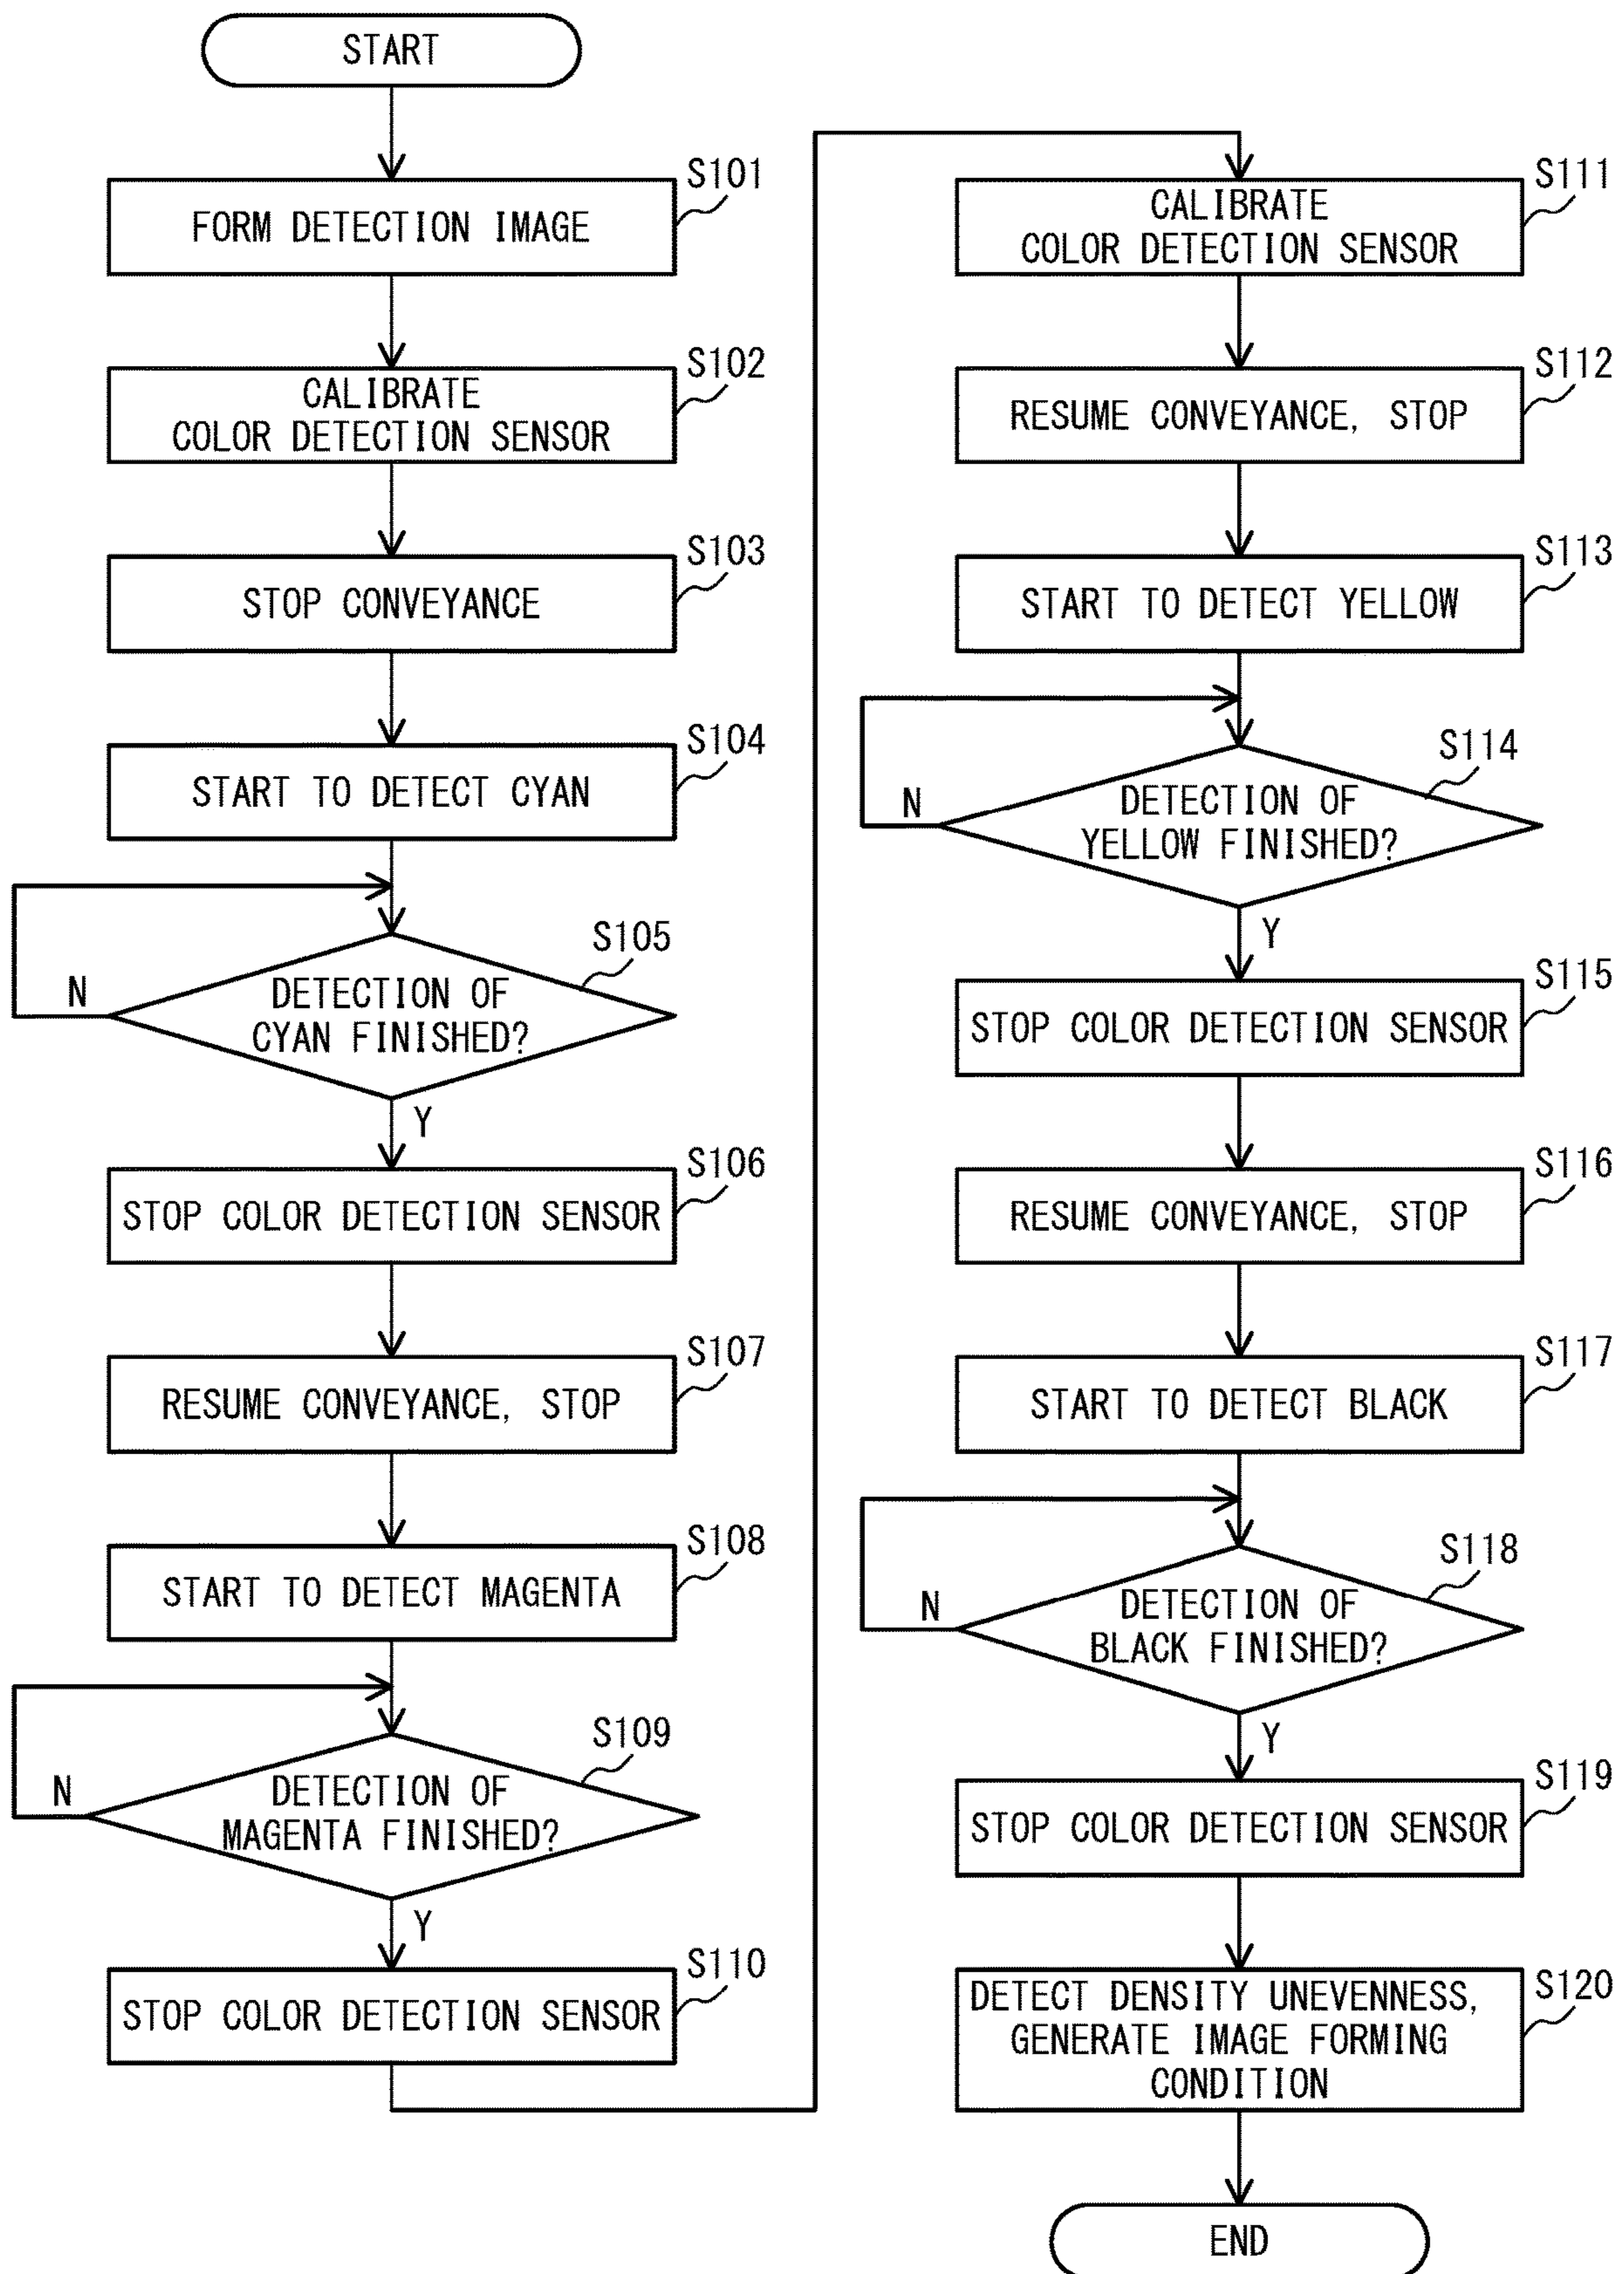 START
S101
FORM DETECTION IMAGE
S102
CALIBRATE
COLOR DETECTION SENSOR
S103
STOP CONVEYANCE
S104
START TO DETECT CYAN
S105
DETECTION OF
CYAN FINISHED?
N
Y
S106
STOP COLOR DETECTION SENSOR
S107
RESUME CONVEYANCE, STOP
S108
START TO DETECT MAGENTA
S109
DETECTION OF
MAGENTA FINISHED?
N
Y
S110
STOP COLOR DETECTION SENSOR
S111
CALIBRATE
COLOR DETECTION SENSOR
S112
RESUME CONVEYANCE, STOP
S113
START TO DETECT YELLOW
S114
DETECTION OF
YELLOW FINISHED?
N
Y
S115
STOP COLOR DETECTION SENSOR
S116
RESUME CONVEYANCE, STOP
S117
START TO DETECT BLACK
S118
DETECTION OF
BLACK FINISHED?
N
Y
S119
STOP COLOR DETECTION SENSOR
S120
DETECT DENSITY UNEVENNESS,
GENERATE IMAGE FORMING
CONDITION
END